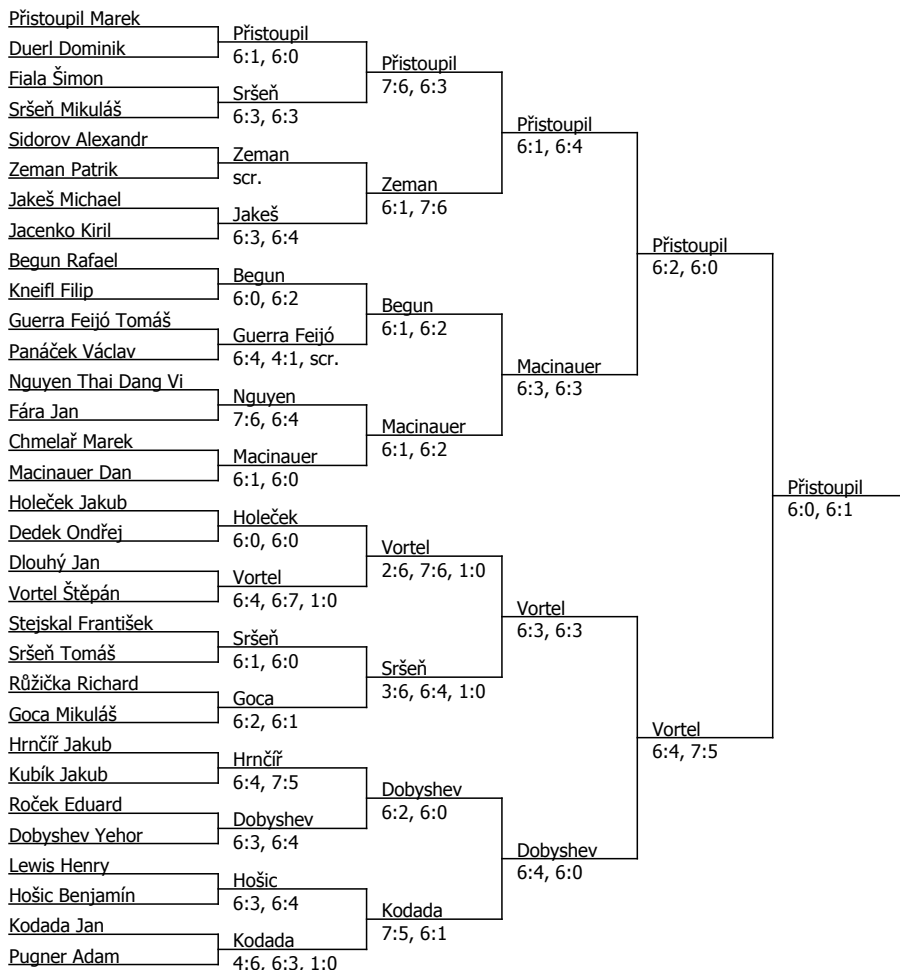 Přistoupil Marek
Duerl Dominik
Fiala Šimon
Sršeň Mikuláš
Sidorov Alexandr
Zeman Patrik
Jakeš Michael
Jacenko Kiril
Begun Rafael
Kneifl Filip
Guerra Feijó Tomáš
Panáček Václav
Nguyen Thai Dang Vi
Fára Jan
Chmelař Marek
Macinauer Dan
Holeček Jakub
Dedek Ondřej
Dlouhý Jan
Vortel Štěpán
Stejskal František
Sršeň Tomáš
Růžička Richard
Goca Mikuláš
Hrnčíř Jakub
Kubík Jakub
Roček Eduard
Dobyshev Yehor
Lewis Henry
Hošic Benjamín
Kodada Jan
Pugner Adam
Přistoupil
6:1, 6:0
Sršeň
6:3, 6:3
Zeman
scr.
Jakeš
6:3, 6:4
Begun
6:0, 6:2
Guerra Feijó
6:4, 4:1, scr.
Nguyen
7:6, 6:4
Macinauer
6:1, 6:0
Holeček
6:0, 6:0
Vortel
6:4, 6:7, 1:0
Sršeň
6:1, 6:0
Goca
6:2, 6:1
Hrnčíř
6:4, 7:5
Dobyshev
6:3, 6:4
Hošic
6:3, 6:4
Kodada
4:6, 6:3, 1:0
Přistoupil
7:6, 6:3
Zeman
6:1, 7:6
Begun
6:1, 6:2
Macinauer
6:1, 6:2
Vortel
2:6, 7:6, 1:0
Sršeň
3:6, 6:4, 1:0
Dobyshev
6:2, 6:0
Kodada
7:5, 6:1
Přistoupil
6:1, 6:4
Macinauer
6:3, 6:3
Vortel
6:3, 6:3
Dobyshev
6:4, 6:0
Přistoupil
6:2, 6:0
Vortel
6:4, 7:5
Přistoupil
6:0, 6:1